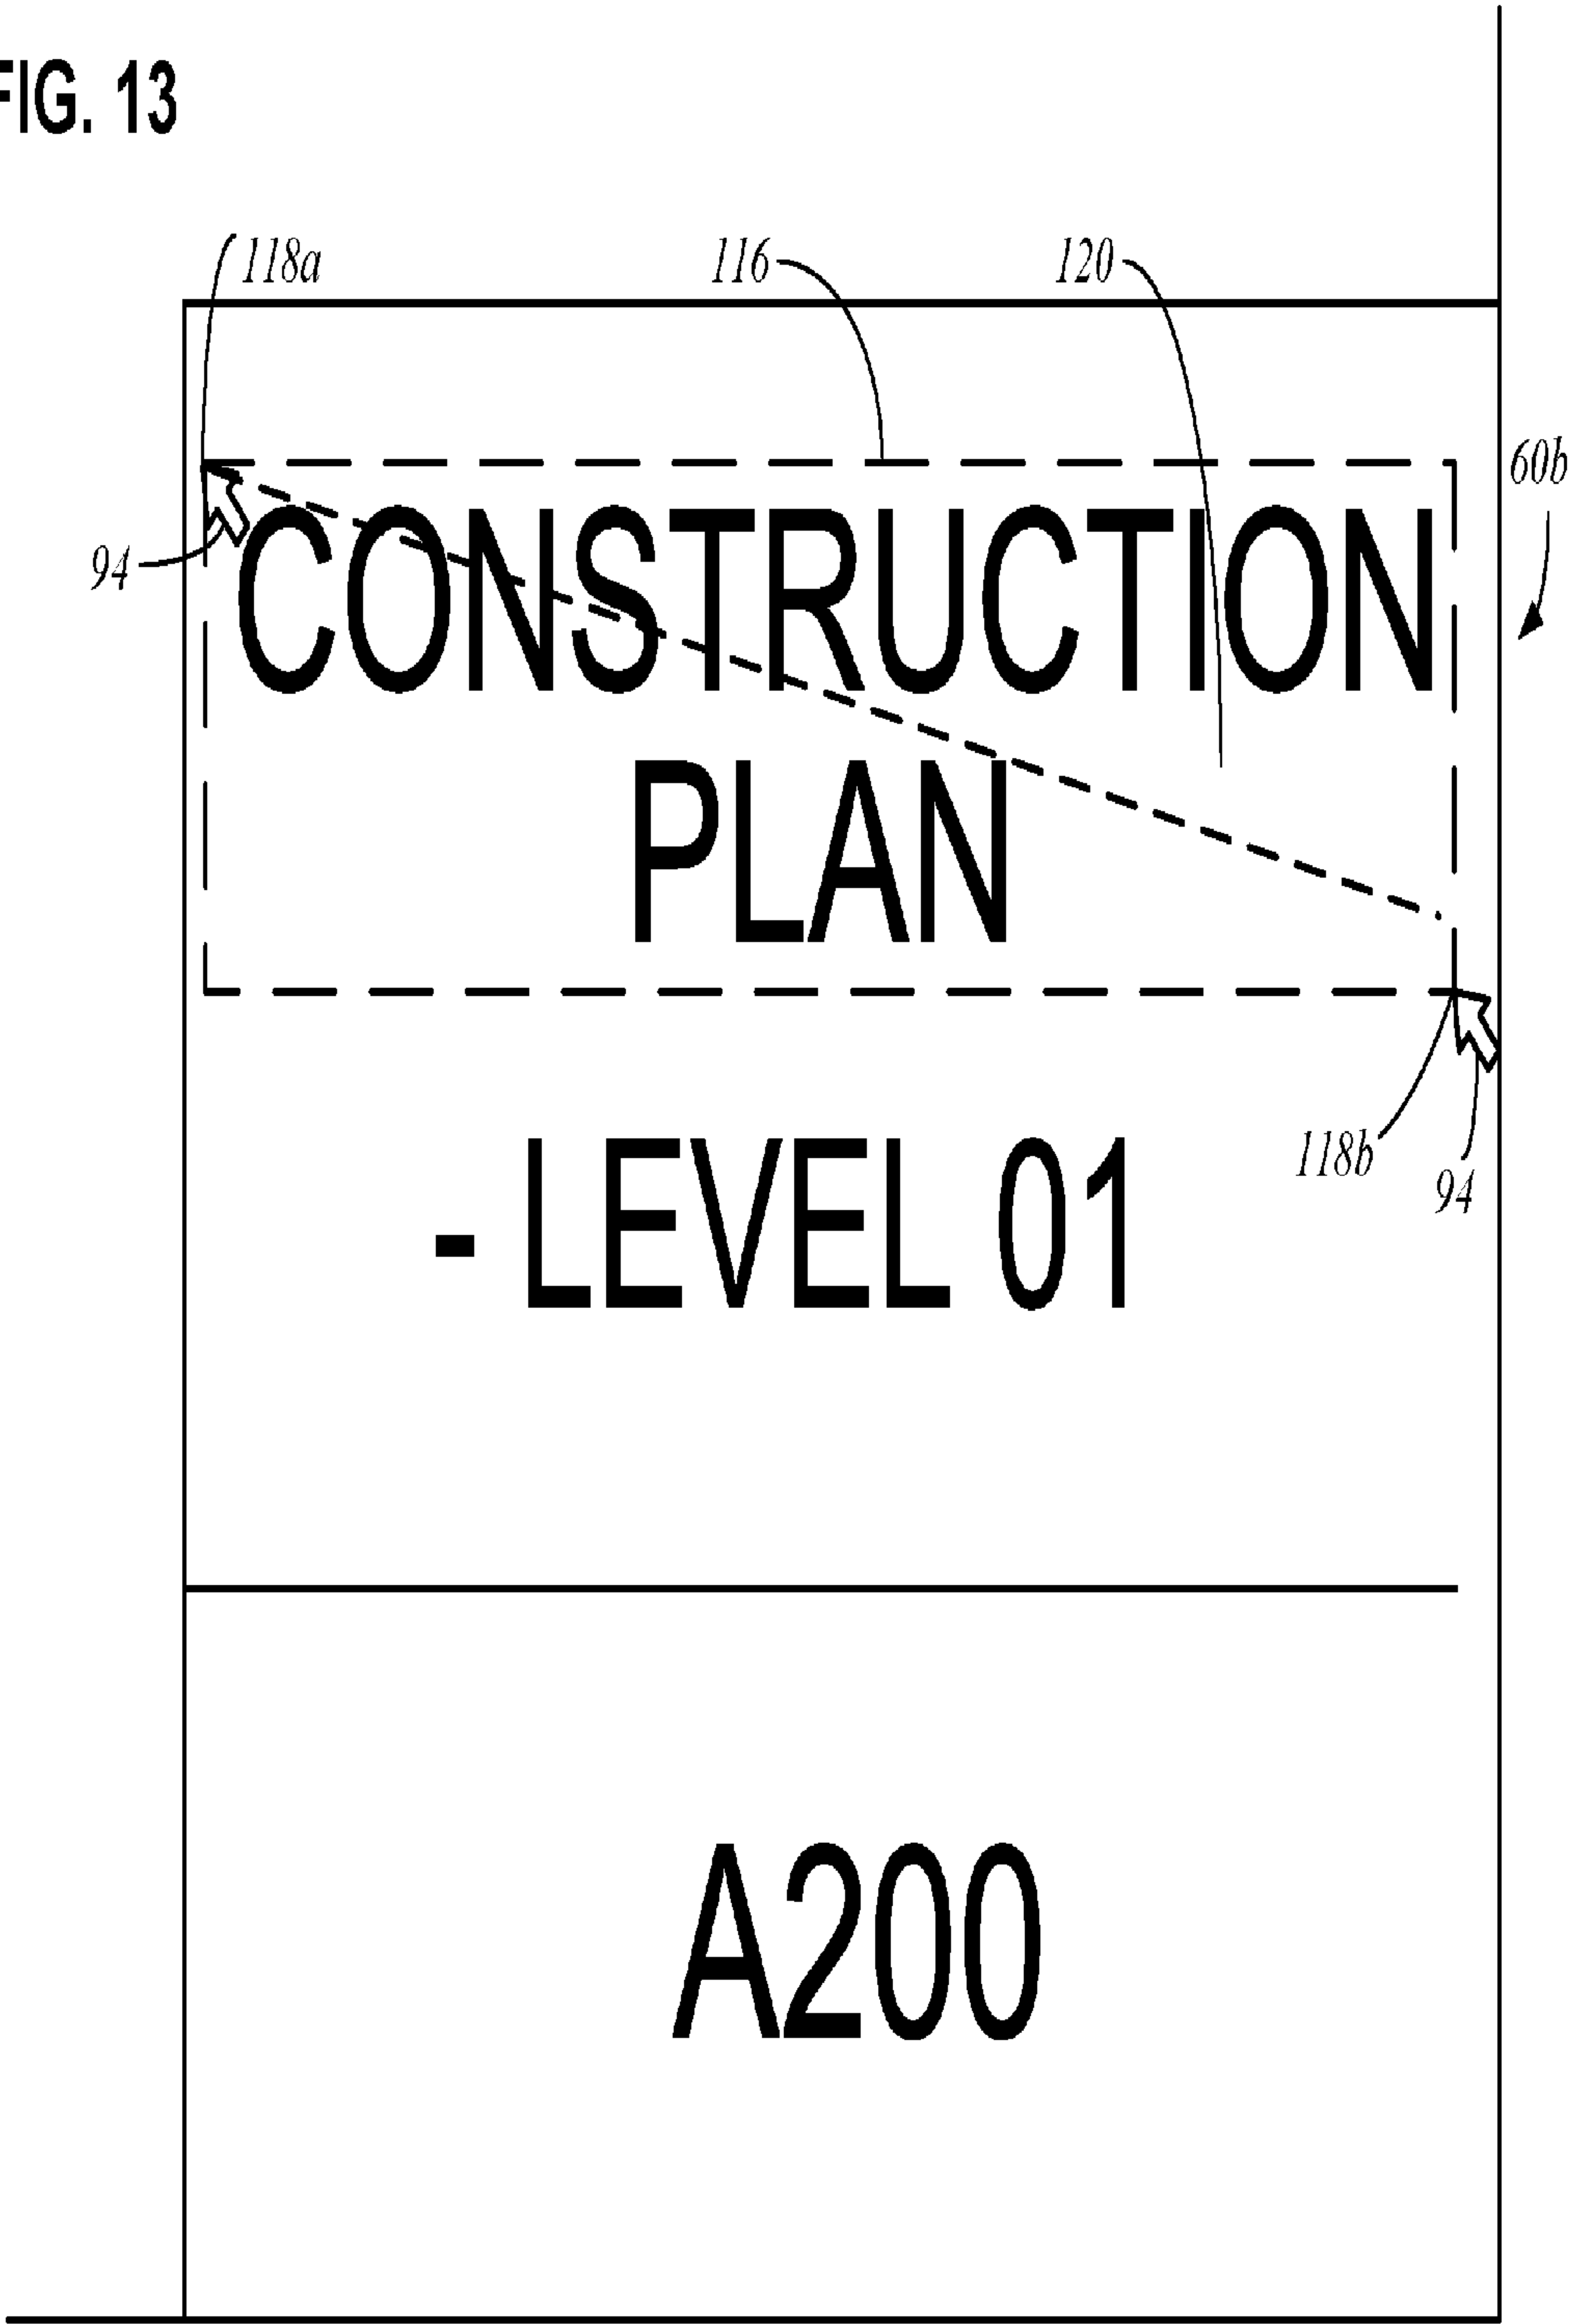 FIG. 13
118a 116 120
60b
94
CONSTRUCTION
PLAN
- LEVEL 01
118b 94
A200